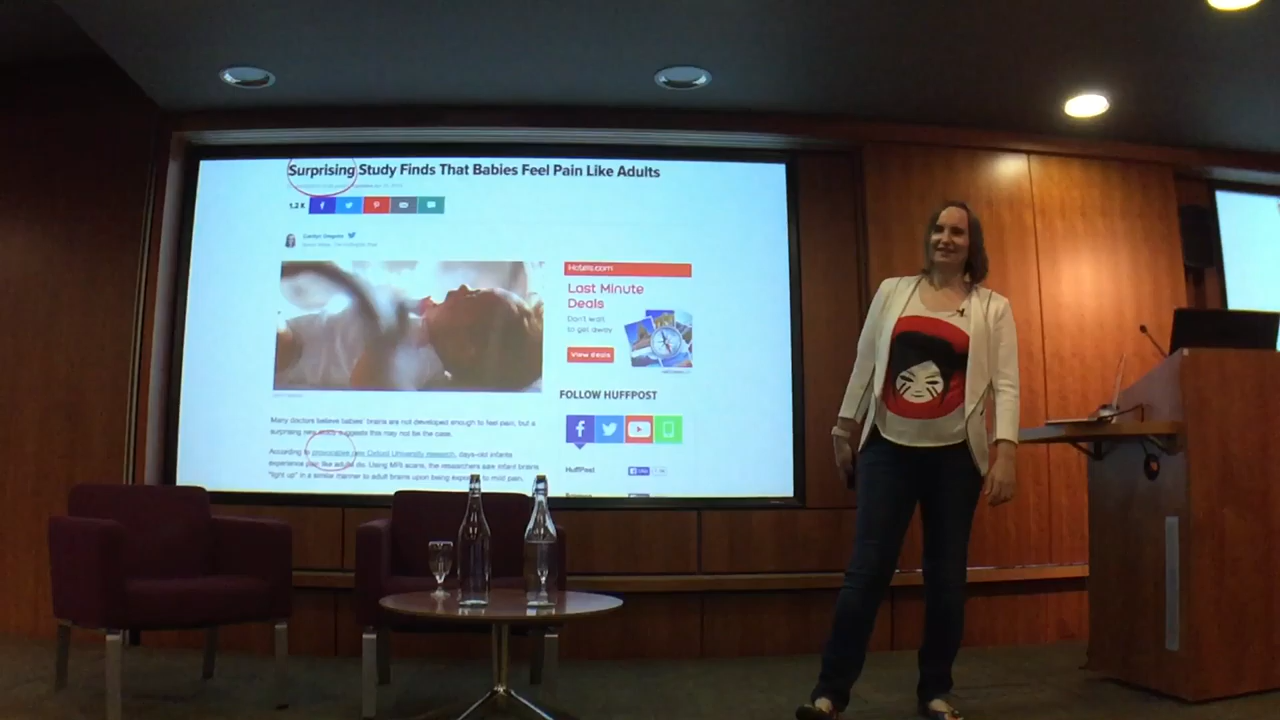 Surprising Study Finds That Babies Feel Pain Like Adults
1.2 K
Hotels.com
Last Minute
Deals
Don't wait
to get away
View deals
FOLLOW HUFFPOST
Many doctors believe babies' brains are not developed enough to feel pain, but a
surprising new study suggests this may not be the case.
According to provocative new Oxford University research, days-old infants
experience pain like adults do. Using MRI scans, the researchers saw infant brains
"light up" in a similar manner to adult brains upon being exposed to mild pain.
HuffPost